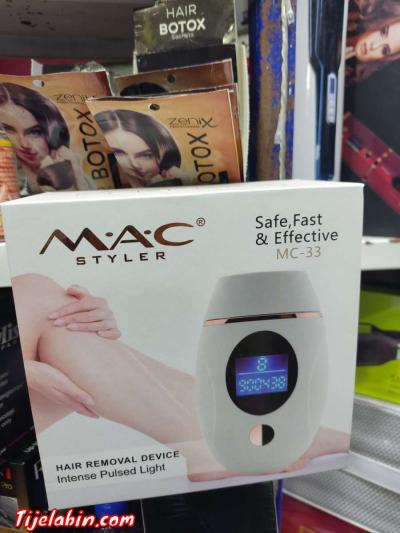 HAIR
BOTOX
Sachets
zenix
BOTOX
zenix
BOTOX
M·A·C®
STYLER
Safe,Fast
& Effective
MC-33
8
900438
HAIR REMOVAL DEVICE
Intense Pulsed Light
Pro
Tijelabin.com